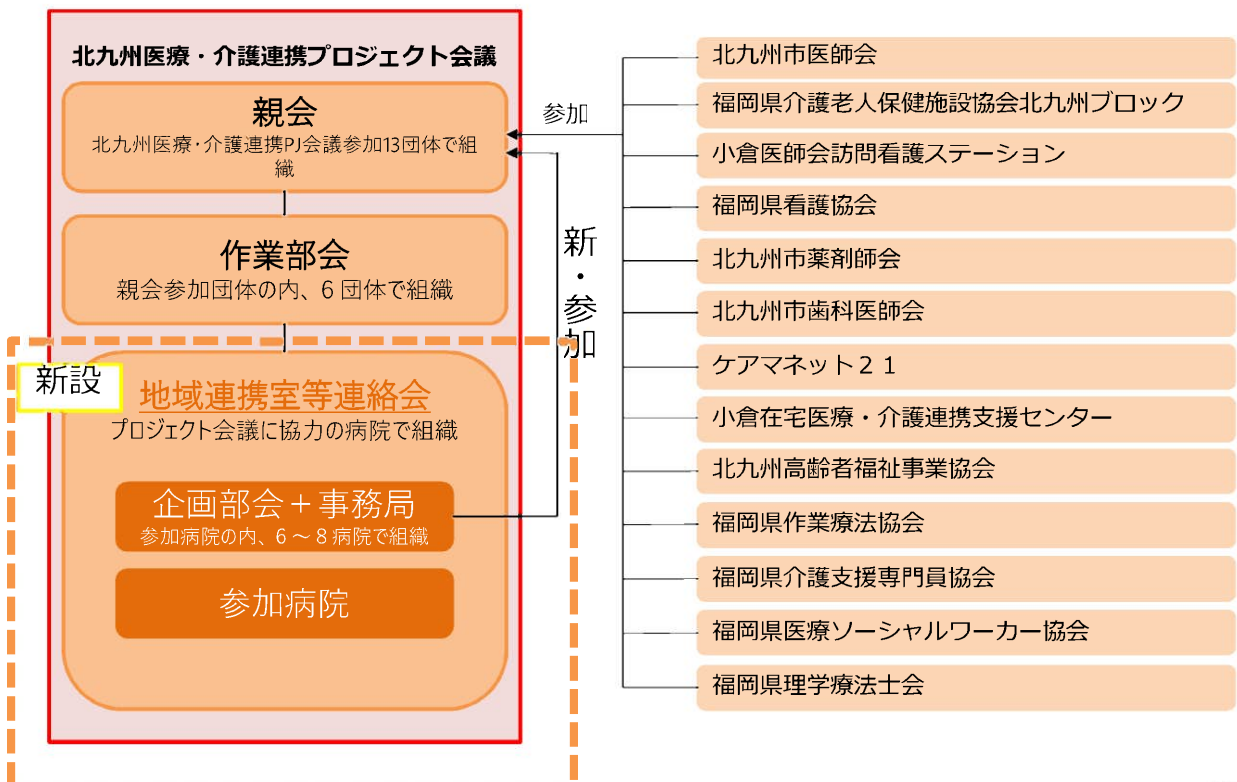 北九州医療・介護連携プロジェクト会議
親会
北九州医療・介護連携PJ会議参加13団体で組
織
作業部会
親会参加団体の内、6団体で組織
新設
地域連携室等連絡会
プロジェクト会議に協力の病院で組織
企画部会+事務局
参加病院の内、6~8病院で組織
参加病院
参加
新・参加
北九州市医師会
福岡県介護老人保健施設協会北九州ブロック
小倉医師会訪問看護ステーション
福岡県看護協会
北九州市薬剤師会
北九州市歯科医師会
ケアマネット21
小倉在宅医療・介護連携支援センター
北九州高齢者福祉事業協会
福岡県作業療法協会
福岡県介護支援専門員協会
福岡県医療ソーシャルワーカー協会
福岡県理学療法士会